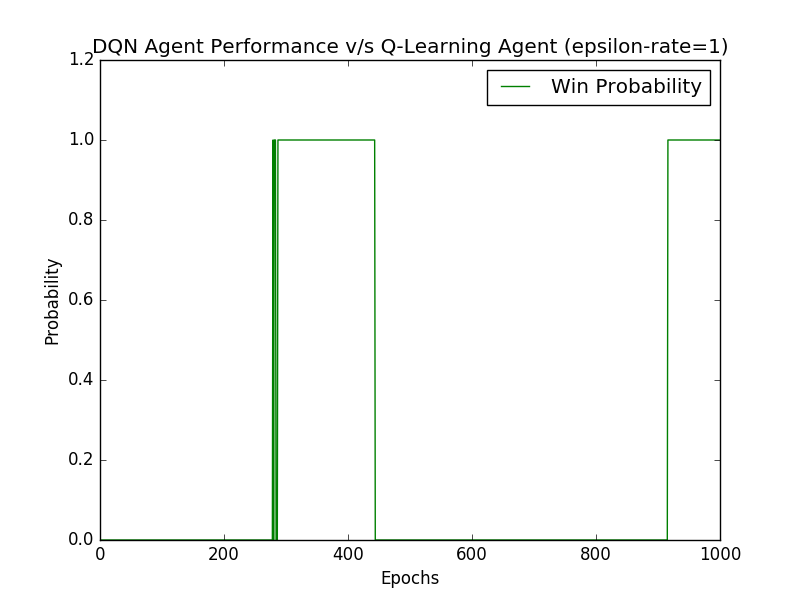 DQN Agent Performance v/s Q-Learning Agent (epsilon-rate=1)
1.2
Win Probability
1.0
0.8
0.6
0.4
0.2
0.0
Probability
0 200 400 600 800 1000
Epochs